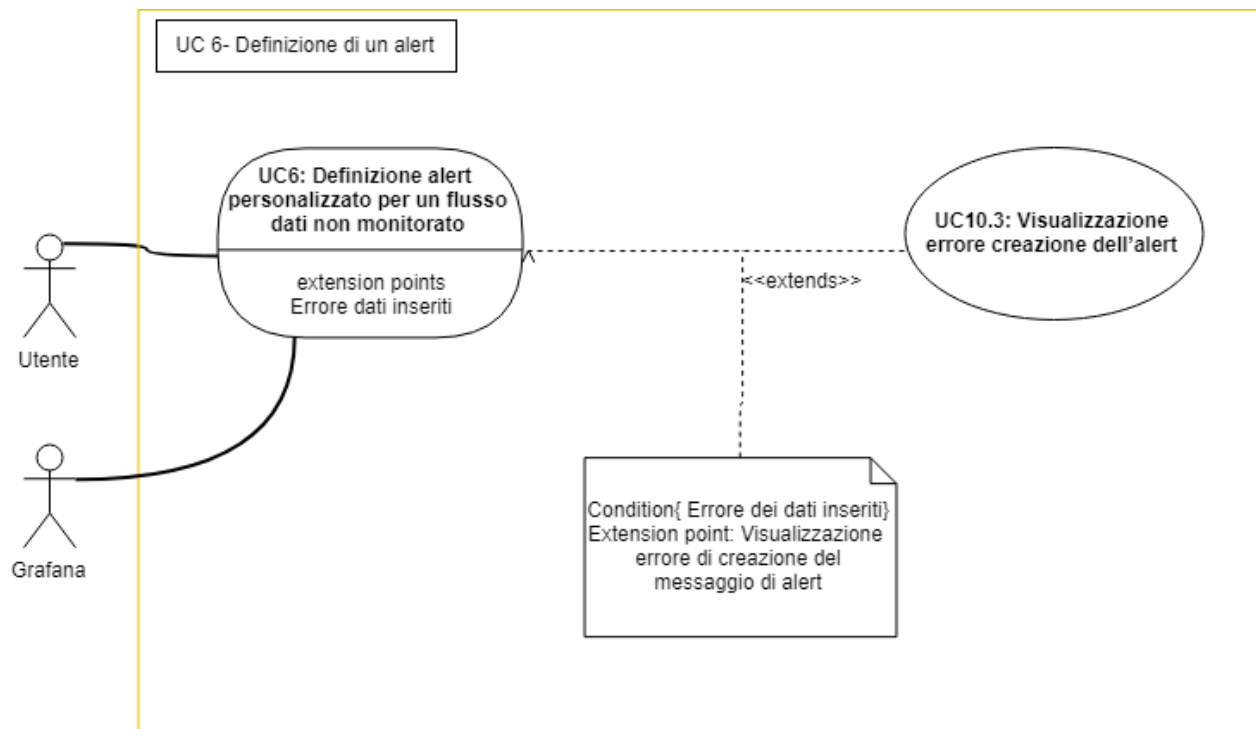 UC 6- Definizione di un alert
UC6: Definizione alert
personalizzato per un flusso
dati non monitorato
extension points
Errore dati inseriti
UC10.3: Visualizzazione
errore creazione dell'alert
<<extends>>
Utente
Grafana
Condition{ Errore dei dati inseriti}
Extension point: Visualizzazione
errore di creazione del
messaggio di alert